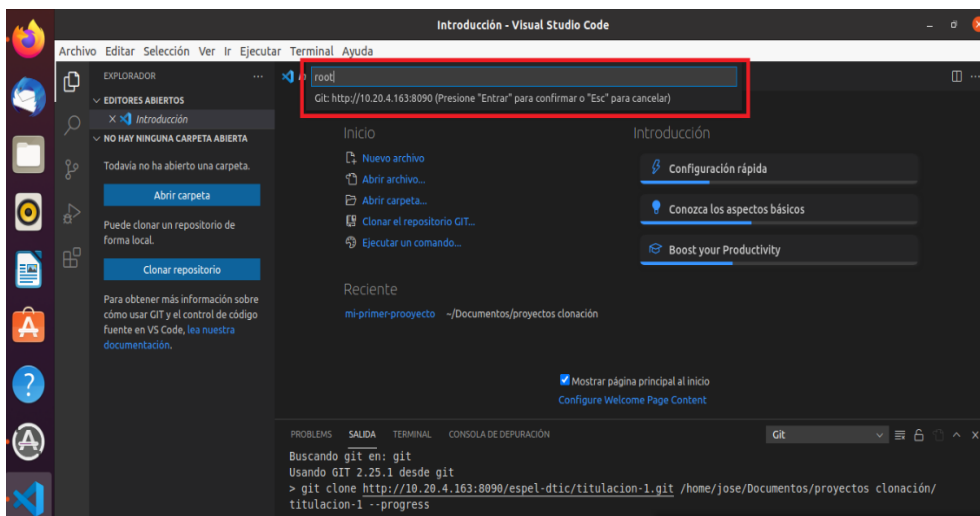 Introducción - Visual Studio Code
Archivo Editar Selección Ver Ir Ejecutar Terminal Ayuda
EXPLORADOR
EDITORES ABIERTOS
Introducción
NO HAY NINGUNA CARPETA ABIERTA
Todavía no ha abierto una carpeta.
Abrir carpeta
Puede clonar un repositorio de
forma local.
Clonar repositorio
Para obtener más información sobre
cómo usar GIT y el control de código
fuente en VS Code, lea nuestra
documentación.
root
Git: http://10.20.4.163:8090 (Presione "Entrar" para confirmar o "Esc" para cancelar)
Inicio
Nuevo archivo
Abrir archivo...
Abrir carpeta...
Clonar el repositorio GIT...
Ejecutar un comando...
Reciente
mi-primer-prooyecto ~/Documentos/proyectos clonación
Introducción
Configuración rápida
Conozca los aspectos básicos
Boost your Productivity
Mostrar página principal al inicio
Configure Welcome Page Content
PROBLEMS SALIDA TERMINAL CONSOLA DE DEPURACIÓN Git
Buscando git en: git
Usando GIT 2.25.1 desde git
> git clone http://10.20.4.163:8090/espel-dtic/titulacion-1.git /home/jose/Documentos/proyectos clonación/
titulacion-1 --progress